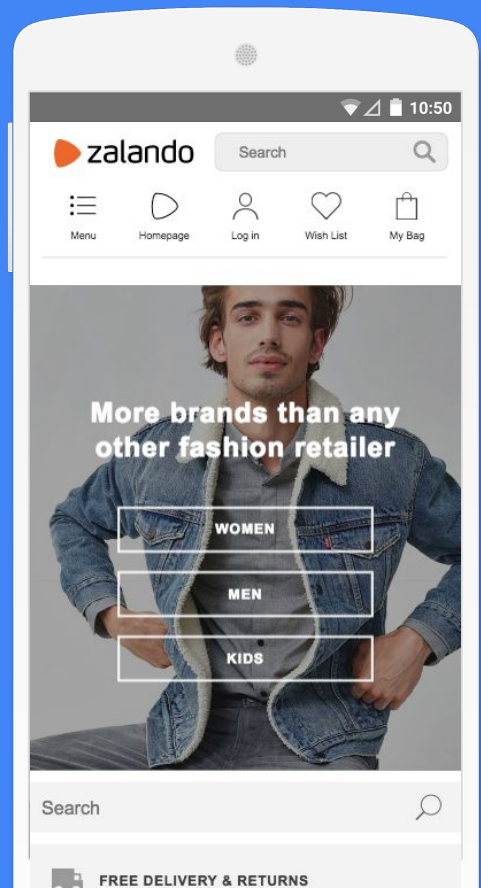 10:50
zalando
Search
Menu
Homepage
Log in
Wish List
My Bag
More brands than any
other fashion retailer
WOMEN
MEN
KIDS
Search
FREE DELIVERY & RETURNS